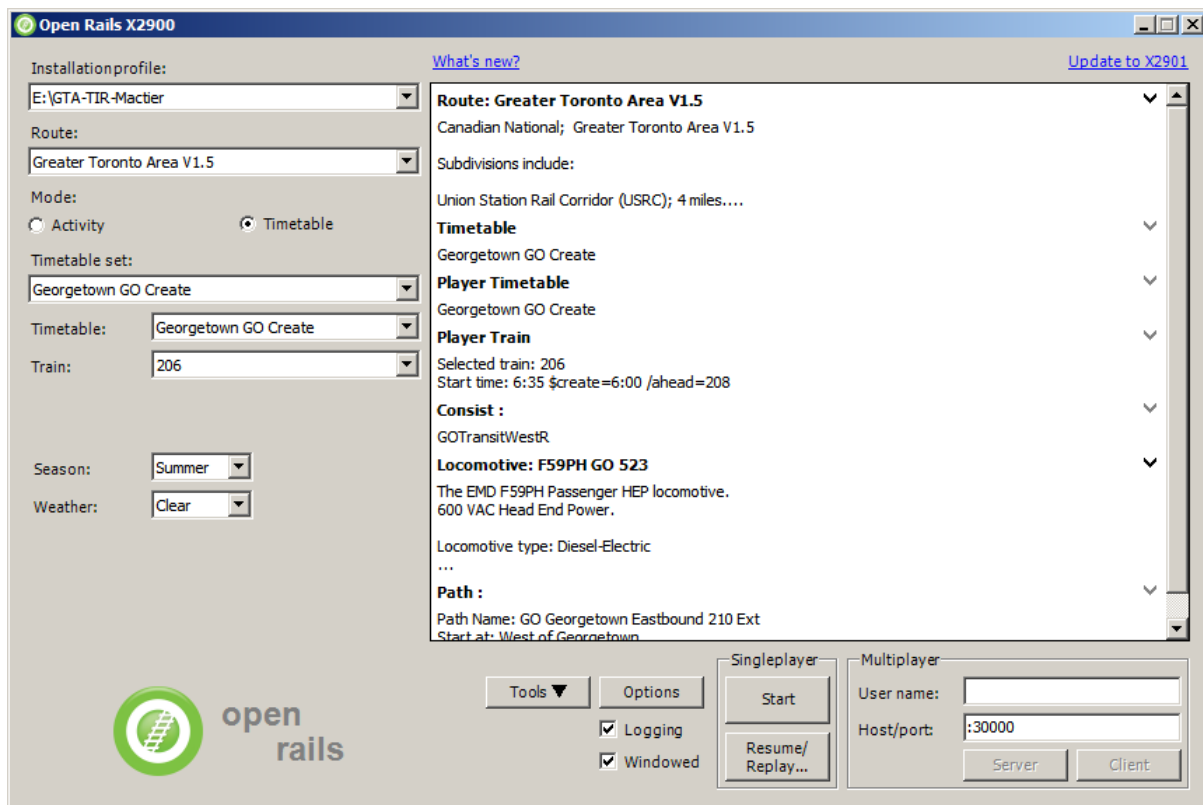 Open Rails X2900
Installationprofile:
E:\GTA-TIR-Mactier
Route:
Greater Toronto Area V1.5
Mode:
Activity
Timetable
Timetable set:
Georgetown GO Create
Timetable:
Georgetown GO Create
Train:
206
Season:
Summer
Weather:
Clear
What's new?
Update to X2901
Route: Greater Toronto Area V1.5
Canadian National;  Greater Toronto Area V1.5
Subdivisions include:
Union Station Rail Corridor (USRC); 4 miles....
Timetable
Georgetown GO Create
Player Timetable
Georgetown GO Create
Player Train
Selected train: 206
Start time: 6:35 $create=6:00 /ahead=208
Consist :
GOTransitWestR
Locomotive: F59PH GO 523
The EMD F59PH Passenger HEP locomotive.
600 VAC Head End Power.
Locomotive type: Diesel-Electric
...
Path :
Path Name: GO Georgetown Eastbound 210 Ext
Start at: West of Georgetown
open
rails
Tools ▼
Options
Logging
Windowed
Singleplayer
Start
Resume/
Replay...
Multiplayer
User name:
Host/port:
:30000
Server
Client